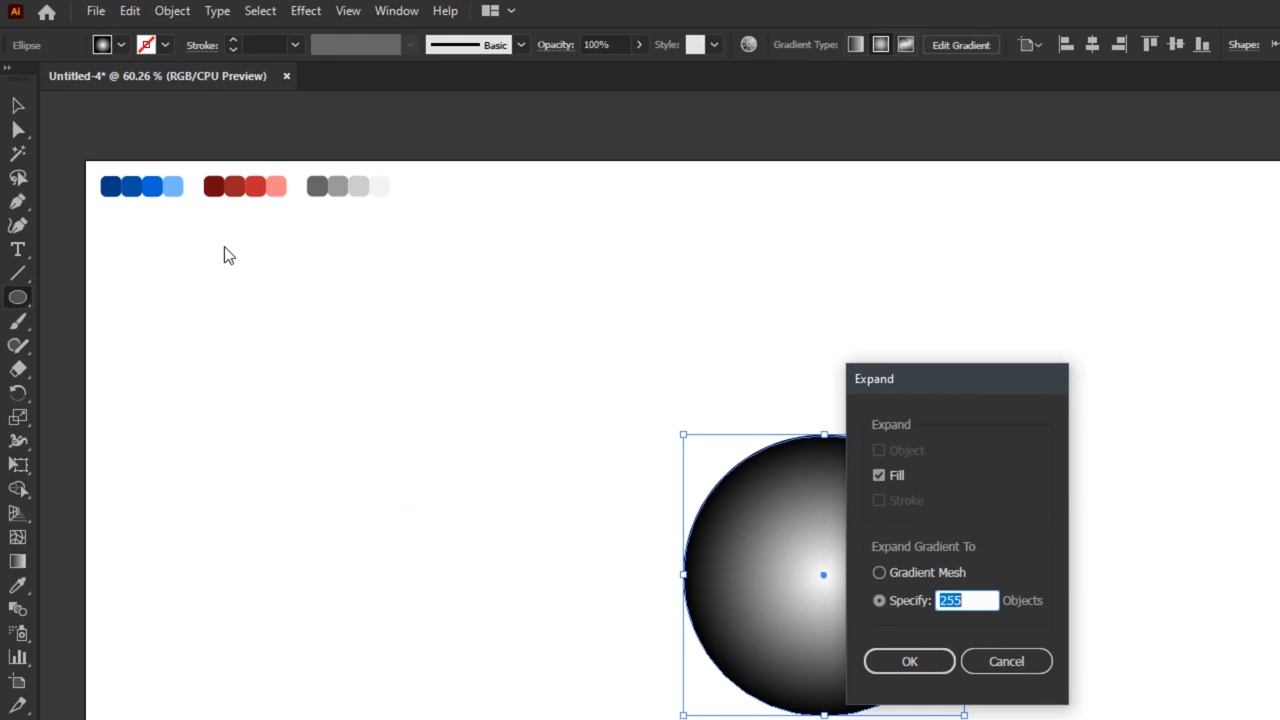 Ai File Edit Object Type Select Effect View Window Help
Ellipse Stroke: Basic Opacity: 100% Style: Gradient Type: Edit Gradient Shape:
Untitled-4* @ 60.26 % (RGB/CPU Preview) ×
Expand
Expand
Object
Fill
Stroke
Expand Gradient To
Gradient Mesh
Specify: 255 Objects
OK Cancel